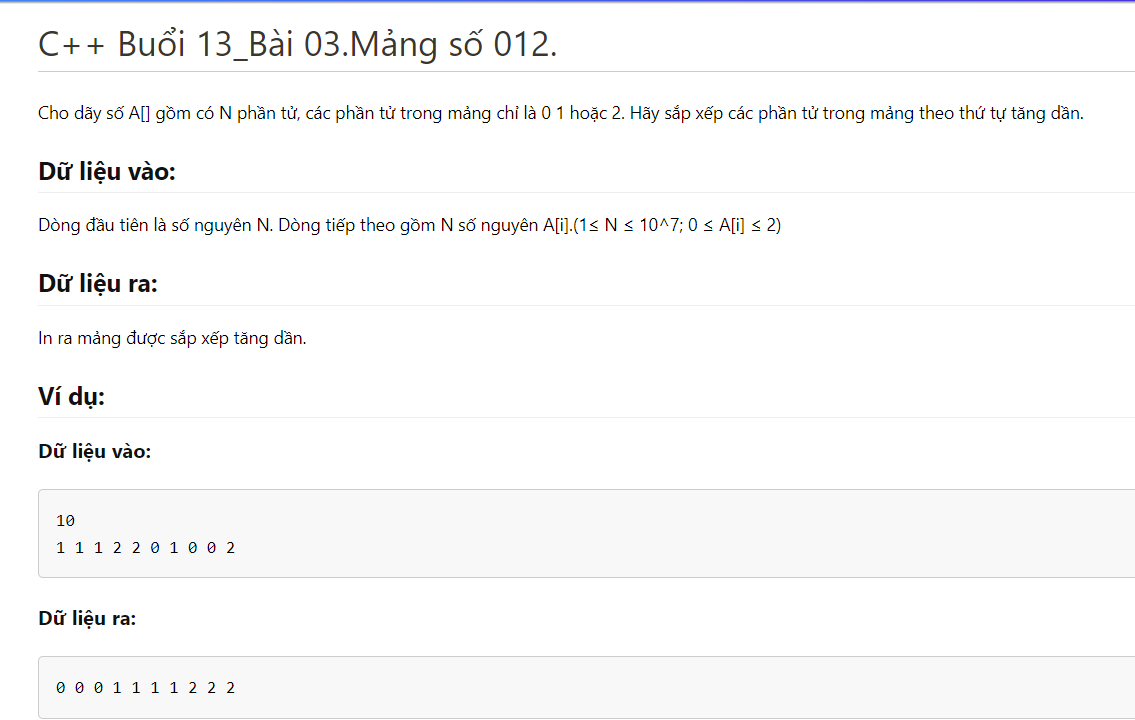 C++ Buổi 13_Bài 03.Mảng số 012.
Cho dãy số A[] gồm có N phần tử, các phần tử trong mảng chỉ là 0 1 hoặc 2. Hãy sắp xếp các phần tử trong mảng theo thứ tự tăng dần.
Dữ liệu vào:
Dòng đầu tiên là số nguyên N. Dòng tiếp theo gồm N số nguyên A[i].(1≤ N ≤ 10^7; 0 ≤ A[i] ≤ 2)
Dữ liệu ra:
In ra mảng được sắp xếp tăng dần.
Ví dụ:
Dữ liệu vào:
10
1 1 1 2 2 0 1 0 0 2
Dữ liệu ra:
0 0 0 1 1 1 1 2 2 2